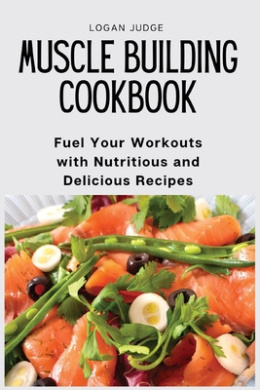 LOGAN JUDGE
MUSCLE BUILDING
COOKBOOK
Fuel Your Workouts
with Nutritious and
Delicious Recipes